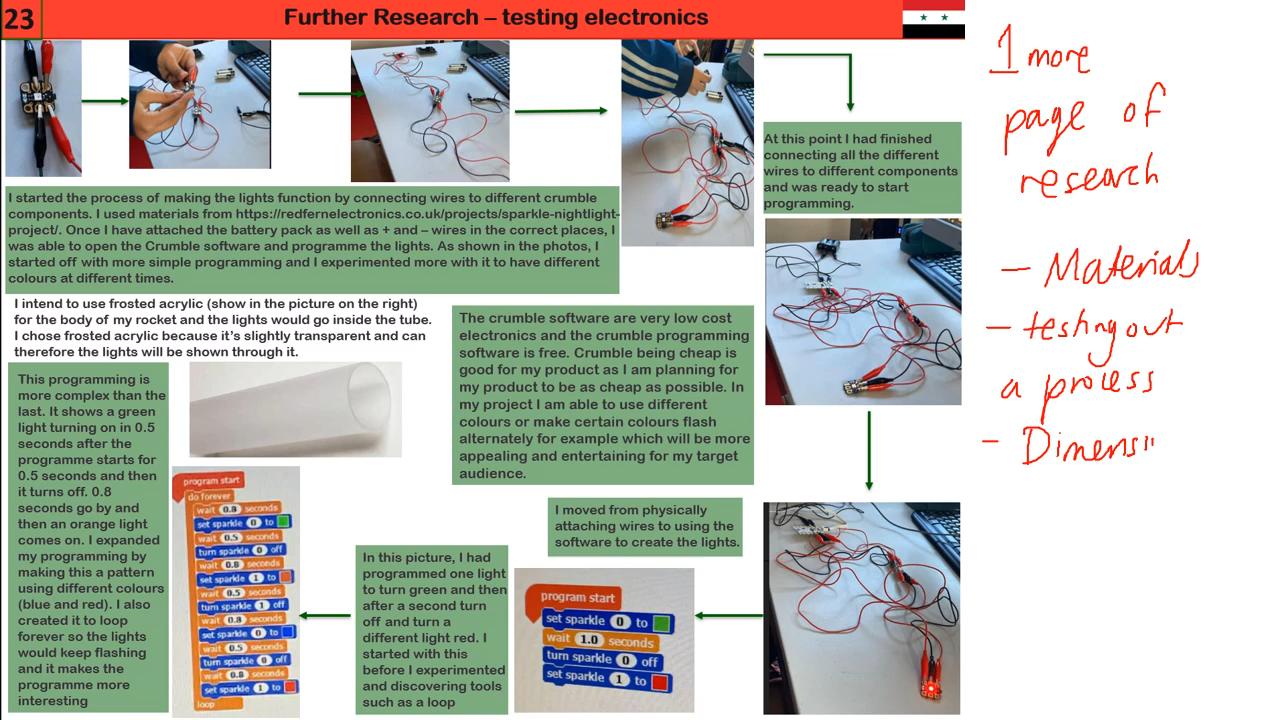 23
Further Research – testing electronics
I started the process of making the lights function by connecting wires to different crumble
components. I used materials from https://redfernelectronics.co.uk/projects/sparkle-nightlight-
project/. Once I have attached the battery pack as well as + and – wires in the correct places, I
was able to open the Crumble software and programme the lights. As shown in the photos, I
started off with more simple programming and I experimented more with it to have different
colours at different times.
At this point I had finished
connecting all the different
wires to different components
and was ready to start
programming.
I intend to use frosted acrylic (show in the picture on the right)
for the body of my rocket and the lights would go inside the tube.
I chose frosted acrylic because it's slightly transparent and can
therefore the lights will be shown through it.
The crumble software are very low cost
electronics and the crumble programming
software is free. Crumble being cheap is
good for my product as I am planning for
my product to be as cheap as possible. In
my project I am able to use different
colours or make certain colours flash
alternately for example which will be more
appealing and entertaining for my target
audience.
This programming is
more complex than the
last. It shows a green
light turning on in 0.5
seconds after the
programme starts for
0.5 seconds and then
it turns off. 0.8
seconds go by and
then an orange light
comes on. I expanded
my programming by
making this a pattern
using different colours
(blue and red). I also
created it to loop
forever so the lights
would keep flashing
and it makes the
programme more
interesting
program start
do forever
wait 0.8 seconds
set sparkle 0 to
wait 0.5 seconds
turn sparkle 0 off
wait 0.8 seconds
set sparkle 1 to
wait 0.5 seconds
turn sparkle 1 off
wait 0.8 seconds
set sparkle 0 to
wait 0.5 seconds
turn sparkle 0 off
wait 0.8 seconds
set sparkle 1 to
loop
In this picture, I had
programmed one light
to turn green and then
after a second turn
off and turn a
different light red. I
started with this
before I experimented
and discovering tools
such as a loop
I moved from physically
attaching wires to using the
software to create the lights.
program start
set sparkle 0 to
wait 1.0 seconds
turn sparkle 0 off
set sparkle 1 to
1 more
page of
research
- Materials
- testing out
a process
- Dimensi